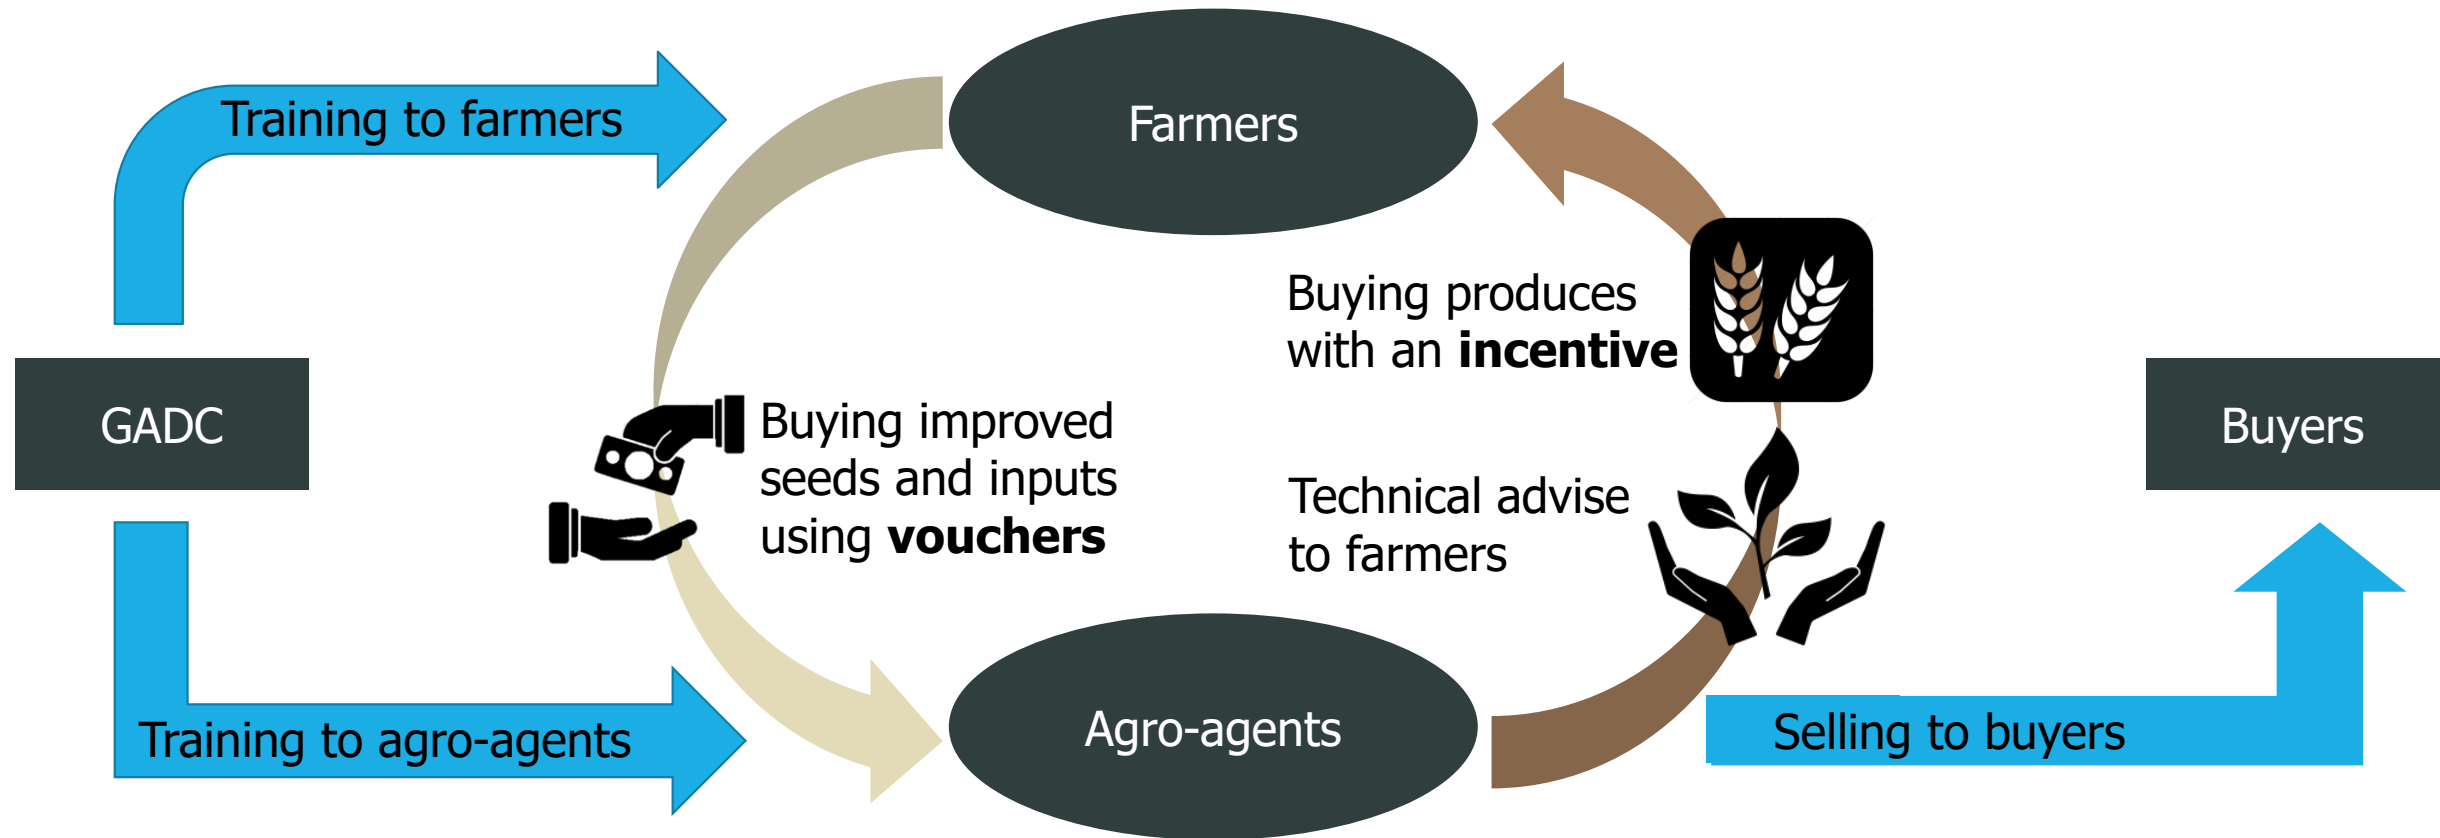 Training to farmers
Farmers
Buying produces
with an incentive
GADC
Buying improved
seeds and inputs
using vouchers
Buyers
Technical advise
to farmers
Training to agro-agents
Agro-agents
Selling to buyers